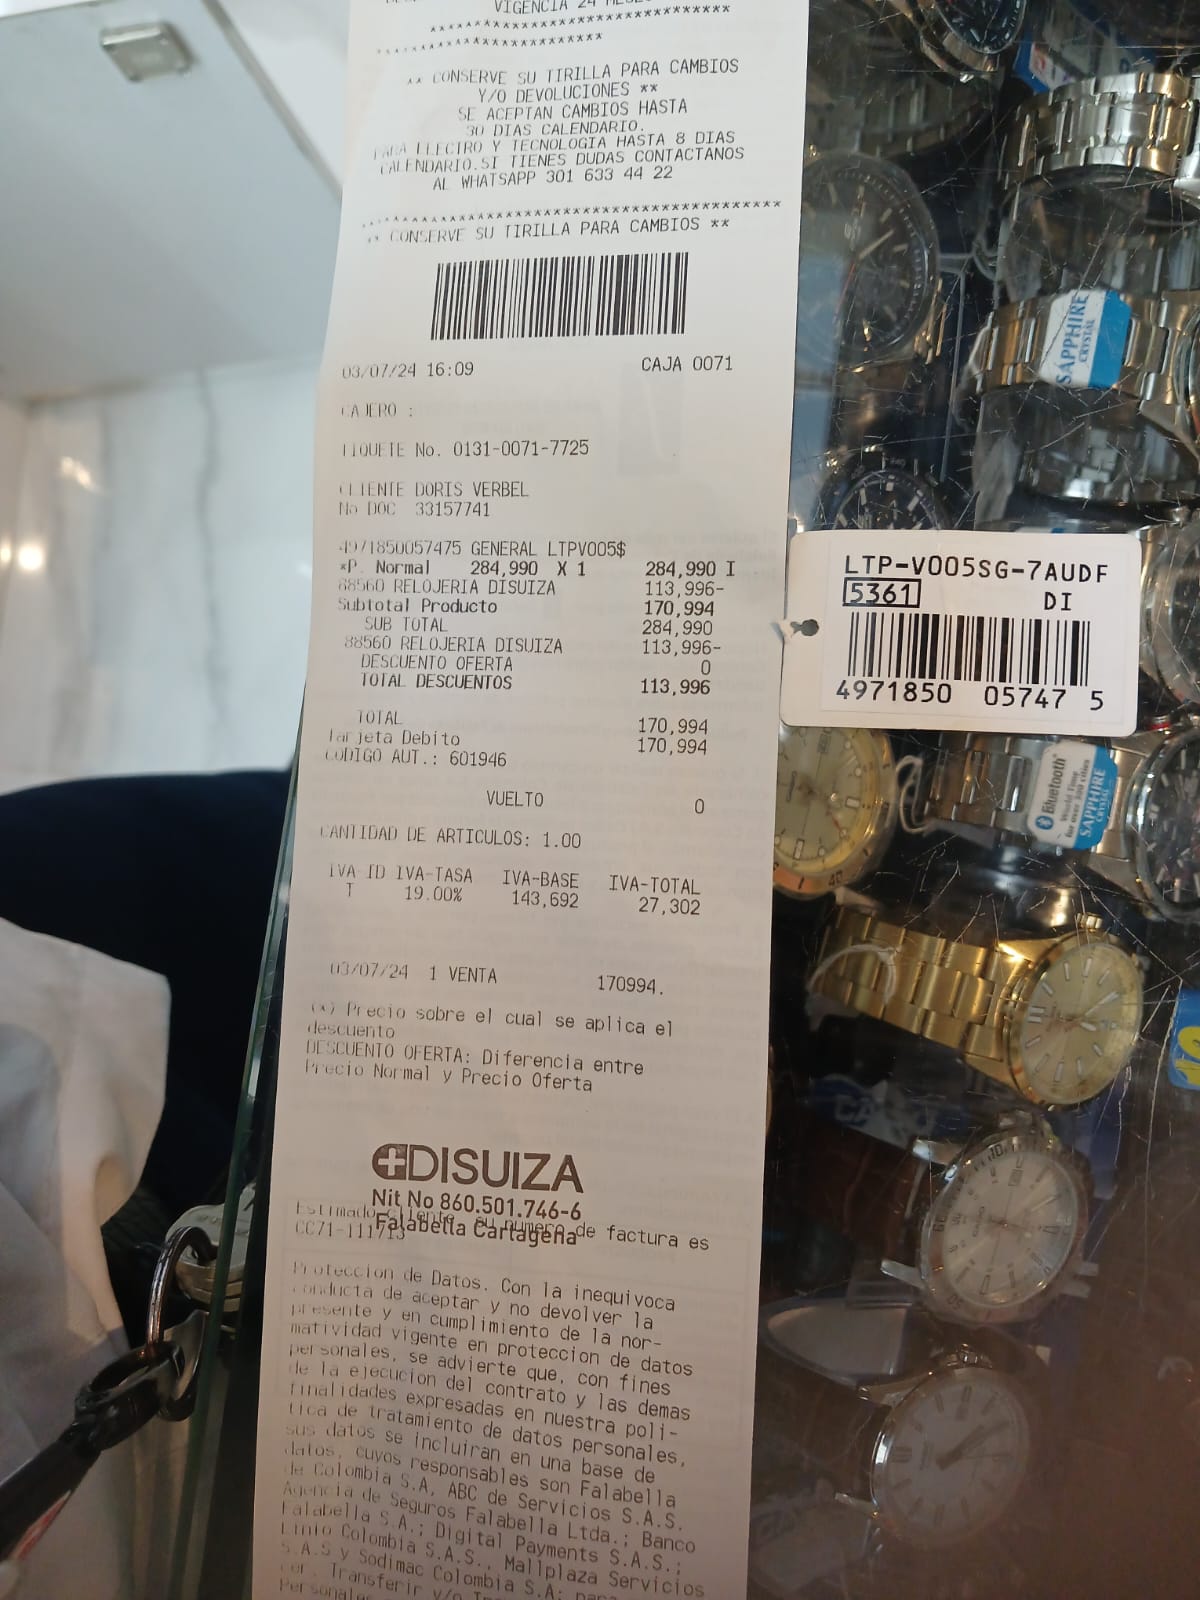 VIGENCIA 24
***********************************
**************************
** CONSERVE SU TIRILLA PARA CAMBIOS
Y/O DEVOLUCIONES **
SE ACEPTAN CAMBIOS HASTA
30 DIAS CALENDARIO.
PARA ELECTRO Y TECNOLOGIA HASTA 8 DIAS
CALENDARIO.SI TIENES DUDAS CONTACTANOS
AL WHATSAPP 301 633 44 22
****************************************
** CONSERVE SU TIRILLA PARA CAMBIOS **
03/07/24 16:09 CAJA 0071
CAJERO :
TIQUETE No. 0131-0071-7725
CLIENTE DORIS VERBEL
No DOC 33157741
4971850057475 GENERAL LTPV005$
*P. Normal 284,990 X 1 284,990 I
88560 RELOJERIA DISUIZA 113,996-
Subtotal Producto 170,994
SUB TOTAL 284,990
88560 RELOJERIA DISUIZA 113,996-
DESCUENTO OFERTA 0
TOTAL DESCUENTOS 113,996
TOTAL 170,994
Tarjeta Debito 170,994
CODIGO AUT.: 601946
VUELTO 0
CANTIDAD DE ARTICULOS: 1.00
IVA ID IVA-TASA IVA-BASE IVA-TOTAL
T 19.00% 143,692 27,302
03/07/24 1 VENTA 170994.
(*) Precio sobre el cual se aplica el
descuento
DESCUENTO OFERTA: Diferencia entre
Precio Normal y Precio Oferta
DISUIZA
Nit No 860.501.746-6
Falabella Cartagena
Estimado Cliente, su numero de factura es
CC71-111713
Proteccion de Datos. Con la inequivoca
conducta de aceptar y no devolver la
presente y en cumplimiento de la nor-
matividad vigente en proteccion de datos
personales, se advierte que, con fines
de la ejecucion del contrato y las demas
finalidades expresadas en nuestra poli-
tica de tratamiento de datos personales,
sus datos se incluiran en una base de
datos, cuyos responsables son Falabella
de Colombia S.A, ABC de Servicios S.A.S.
Agencia de Seguros Falabella Ltda.; Banco
Falabella S.A.; Digital Payments S.A.S.;
Linio Colombia S.A.S., Mallplaza Servicios
S.A.S y Sodimac Colombia S.A; para
Transferir y/o
LTP-V005SG-7AUDF
5361 DI
4971850 05747 5
SAPPHIRE
CRYSTAL
Bluetooth
World Time
for over 300 cities
SAPPHIRE
CRYSTAL